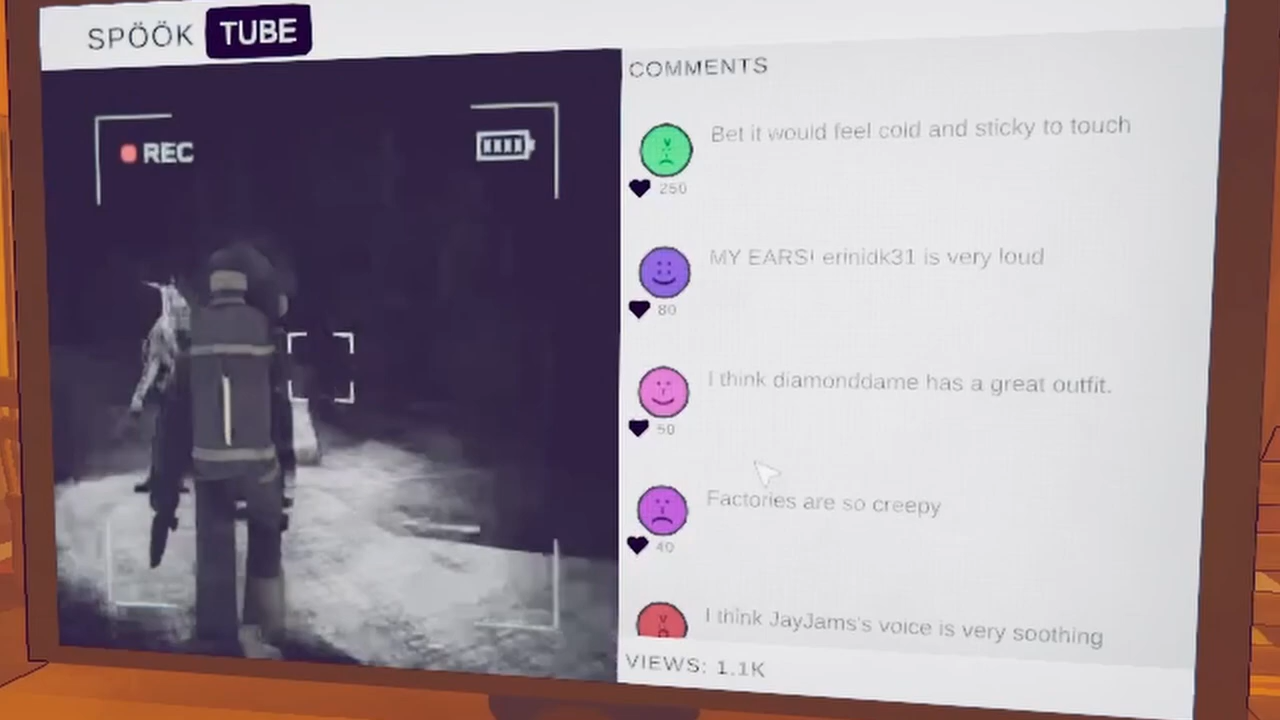 SPÖÖK TUBE
REC
COMMENTS
Bet it would feel cold and sticky to touch
250
MY EARS! erinidk31 is very loud
80
I think diamonddame has a great outfit.
50
Factories are so creepy
40
I think JayJams's voice is very soothing
VIEWS: 1.1K